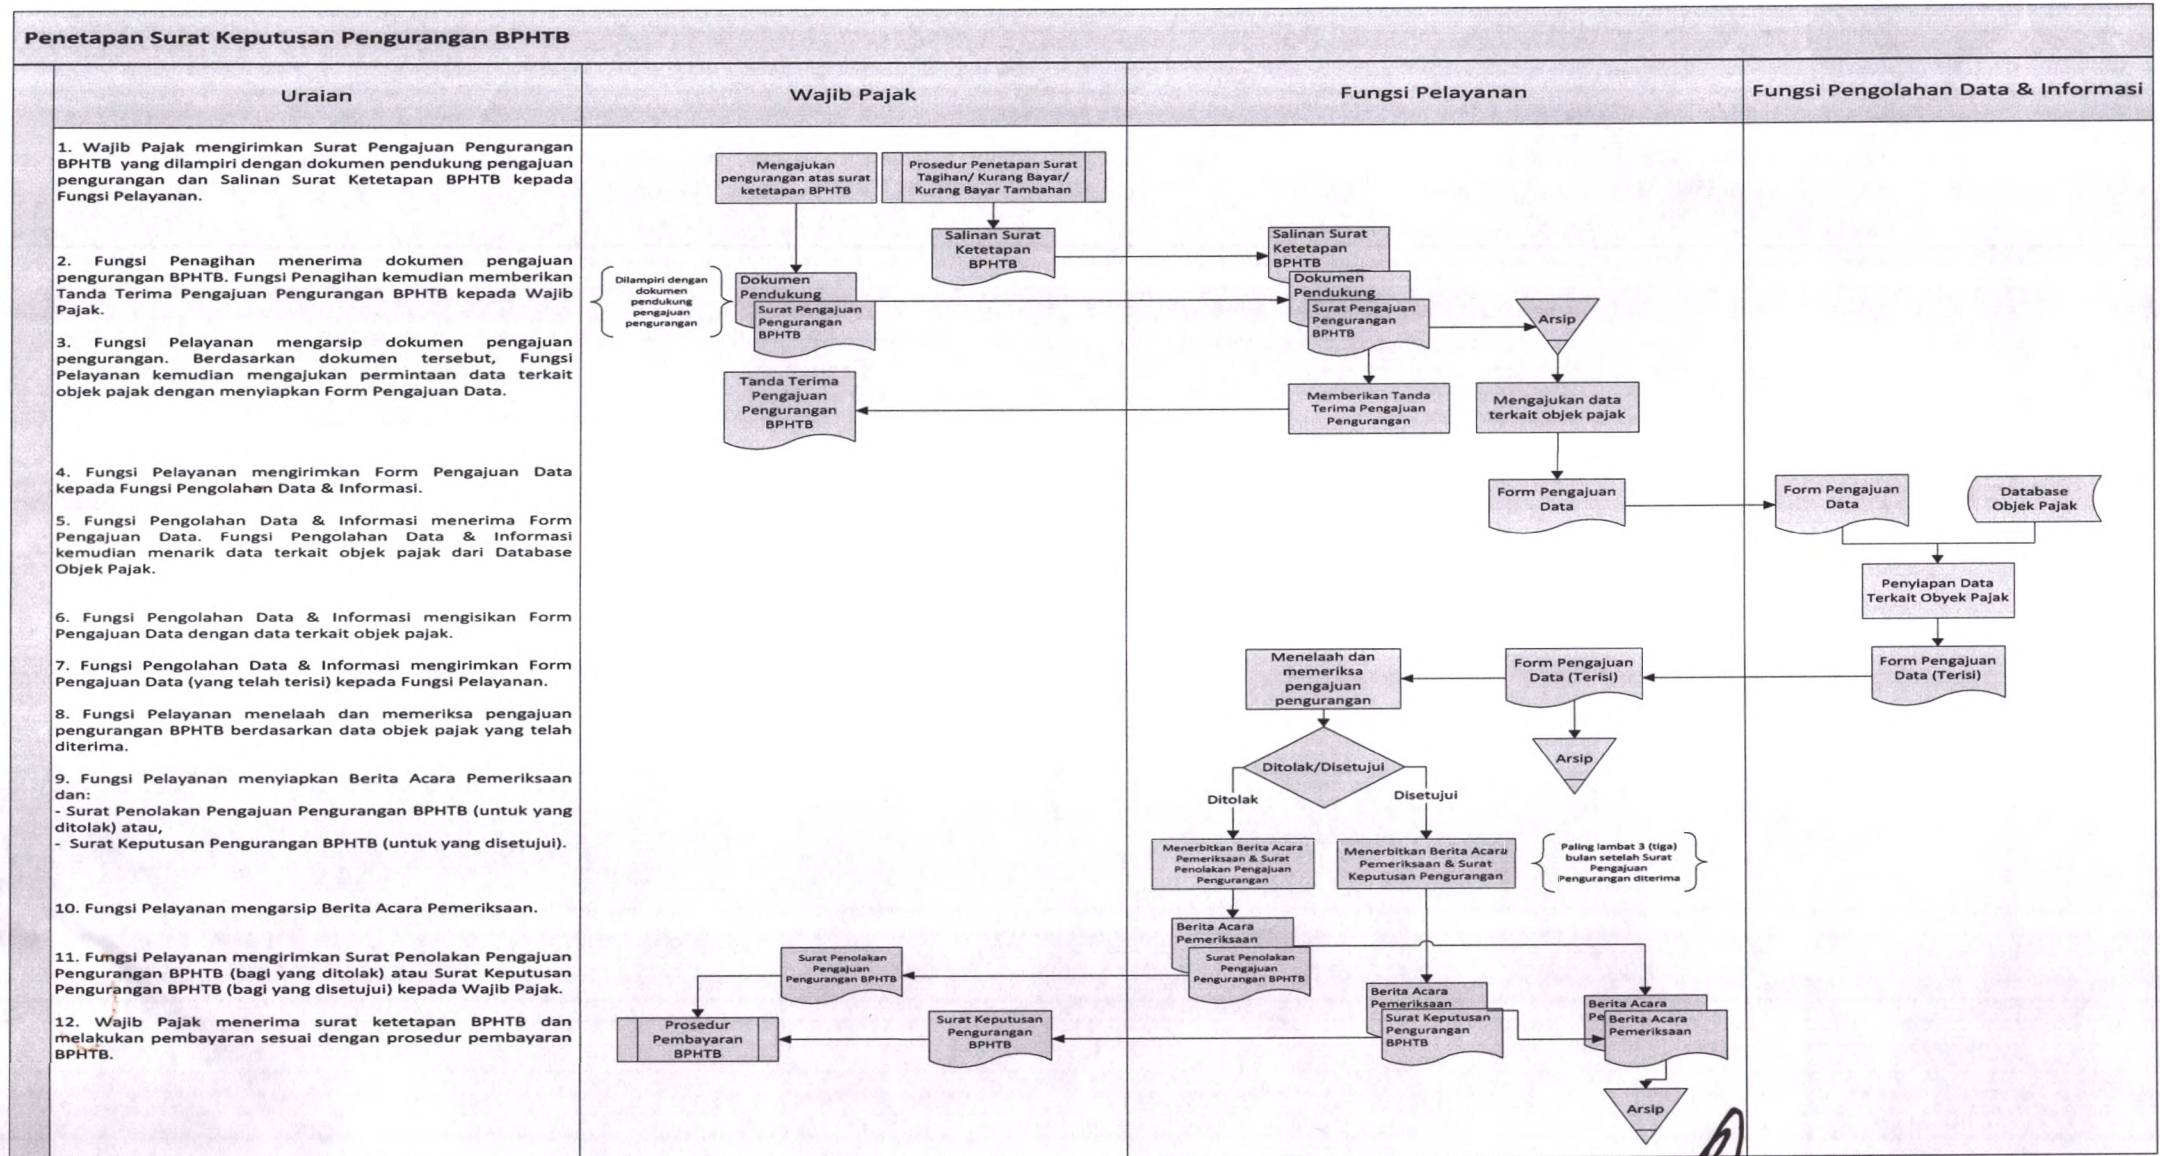 Penetapan Surat Keputusan Pengurangan BPHTB
Uraian
Wajib Pajak
Fungsi Pelayanan
Fungsi Pengolahan Data & Informasi
1. Wajib Pajak mengirimkan Surat Pengajuan Pengurangan
BPHTB yang dilampiri dengan dokumen pendukung pengajuan
pengurangan dan Salinan Surat Ketetapan BPHTB kepada
Fungsi Pelayanan.
2. Fungsi Penagihan menerima dokumen pengajuan
pengurangan BPHTB. Fungsi Penagihan kemudian memberikan
Tanda Terima Pengajuan Pengurangan BPHTB kepada Wajib
Pajak.
3. Fungsi Pelayanan mengarsip dokumen pengajuan
pengurangan. Berdasarkan dokumen tersebut, Fungsi
Pelayanan kemudian mengajukan permintaan data terkait
objek pajak dengan menyiapkan Form Pengajuan Data.
4. Fungsi Pelayanan mengirimkan Form Pengajuan Data
kepada Fungsi Pengolahan Data & Informasi.
5. Fungsi Pengolahan Data & Informasi menerima Form
Pengajuan Data. Fungsi Pengolahan Data & Informasi
kemudian menarik data terkait objek pajak dari Database
Objek Pajak.
6. Fungsi Pengolahan Data & Informasi mengisikan Form
Pengajuan Data dengan data terkait objek pajak.
7. Fungsi Pengolahan Data & Informasi mengirimkan Form
Pengajuan Data (yang telah terisi) kepada Fungsi Pelayanan.
8. Fungsi Pelayanan menelaah dan memeriksa pengajuan
pengurangan BPHTB berdasarkan data objek pajak yang telah
diterima.
9. Fungsi Pelayanan menyiapkan Berita Acara Pemeriksaan
dan:
- Surat Penolakan Pengajuan Pengurangan BPHTB (untuk yang
ditolak) atau,
- Surat Keputusan Pengurangan BPHTB (untuk yang disetujui).
10. Fungsi Pelayanan mengarsip Berita Acara Pemeriksaan.
11. Fungsi Pelayanan mengirimkan Surat Penolakan Pengajuan
Pengurangan BPHTB (bagi yang ditolak) atau Surat Keputusan
Pengurangan BPHTB (bagi yang disetujui) kepada Wajib Pajak.
12. Wajib Pajak menerima surat ketetapan BPHTB dan
melakukan pembayaran sesuai dengan prosedur pembayaran
BPHTB.
Mengajukan
pengurangan atas surat
ketetapan BPHTB
Prosedur Penetapan Surat
Tagihan/ Kurang Bayar/
Kurang Bayar Tambahan
Salinan Surat
Ketetapan
BPHTB
Dilampiri dengan
dokumen
pendukung
pengajuan
pengurangan
Dokumen
Pendukung
Surat Pengajuan
Pengurangan
BPHTB
Tanda Terima
Pengajuan
Pengurangan
BPHTB
Salinan Surat
Ketetapan
BPHTB
Dokumen
Pendukung
Surat Pengajuan
Pengurangan
BPHTB
Arsip
Memberikan Tanda
Terima Pengajuan
Pengurangan
Mengajukan data
terkait objek pajak
Form Pengajuan
Data
Form Pengajuan
Data
Database
Objek Pajak
Penyiapan Data
Terkait Obyek Pajak
Form Pengajuan
Data (Terisi)
Form Pengajuan
Data (Terisi)
Menelaah dan
memeriksa
pengajuan
pengurangan
Arsip
Ditolak/Disetujui
Ditolak
Disetujui
Menerbitkan Berita Acara
Pemeriksaan & Surat
Penolakan Pengajuan
Pengurangan
Menerbitkan Berita Acara
Pemeriksaan & Surat
Keputusan Pengurangan
Paling lambat 3 (tiga)
bulan setelah Surat
Pengajuan
Pengurangan diterima
Berita Acara
Pemeriksaan
Surat Penolakan
Pengajuan
Pengurangan BPHTB
Surat Penolakan
Pengajuan
Pengurangan BPHTB
Berita Acara
Pemeriksaan
Surat Keputusan
Pengurangan
BPHTB
Surat Keputusan
Pengurangan
BPHTB
Prosedur
Pembayaran
BPHTB
Berita Acara
Pe
Berita Acara
Pemeriksaan
Arsip